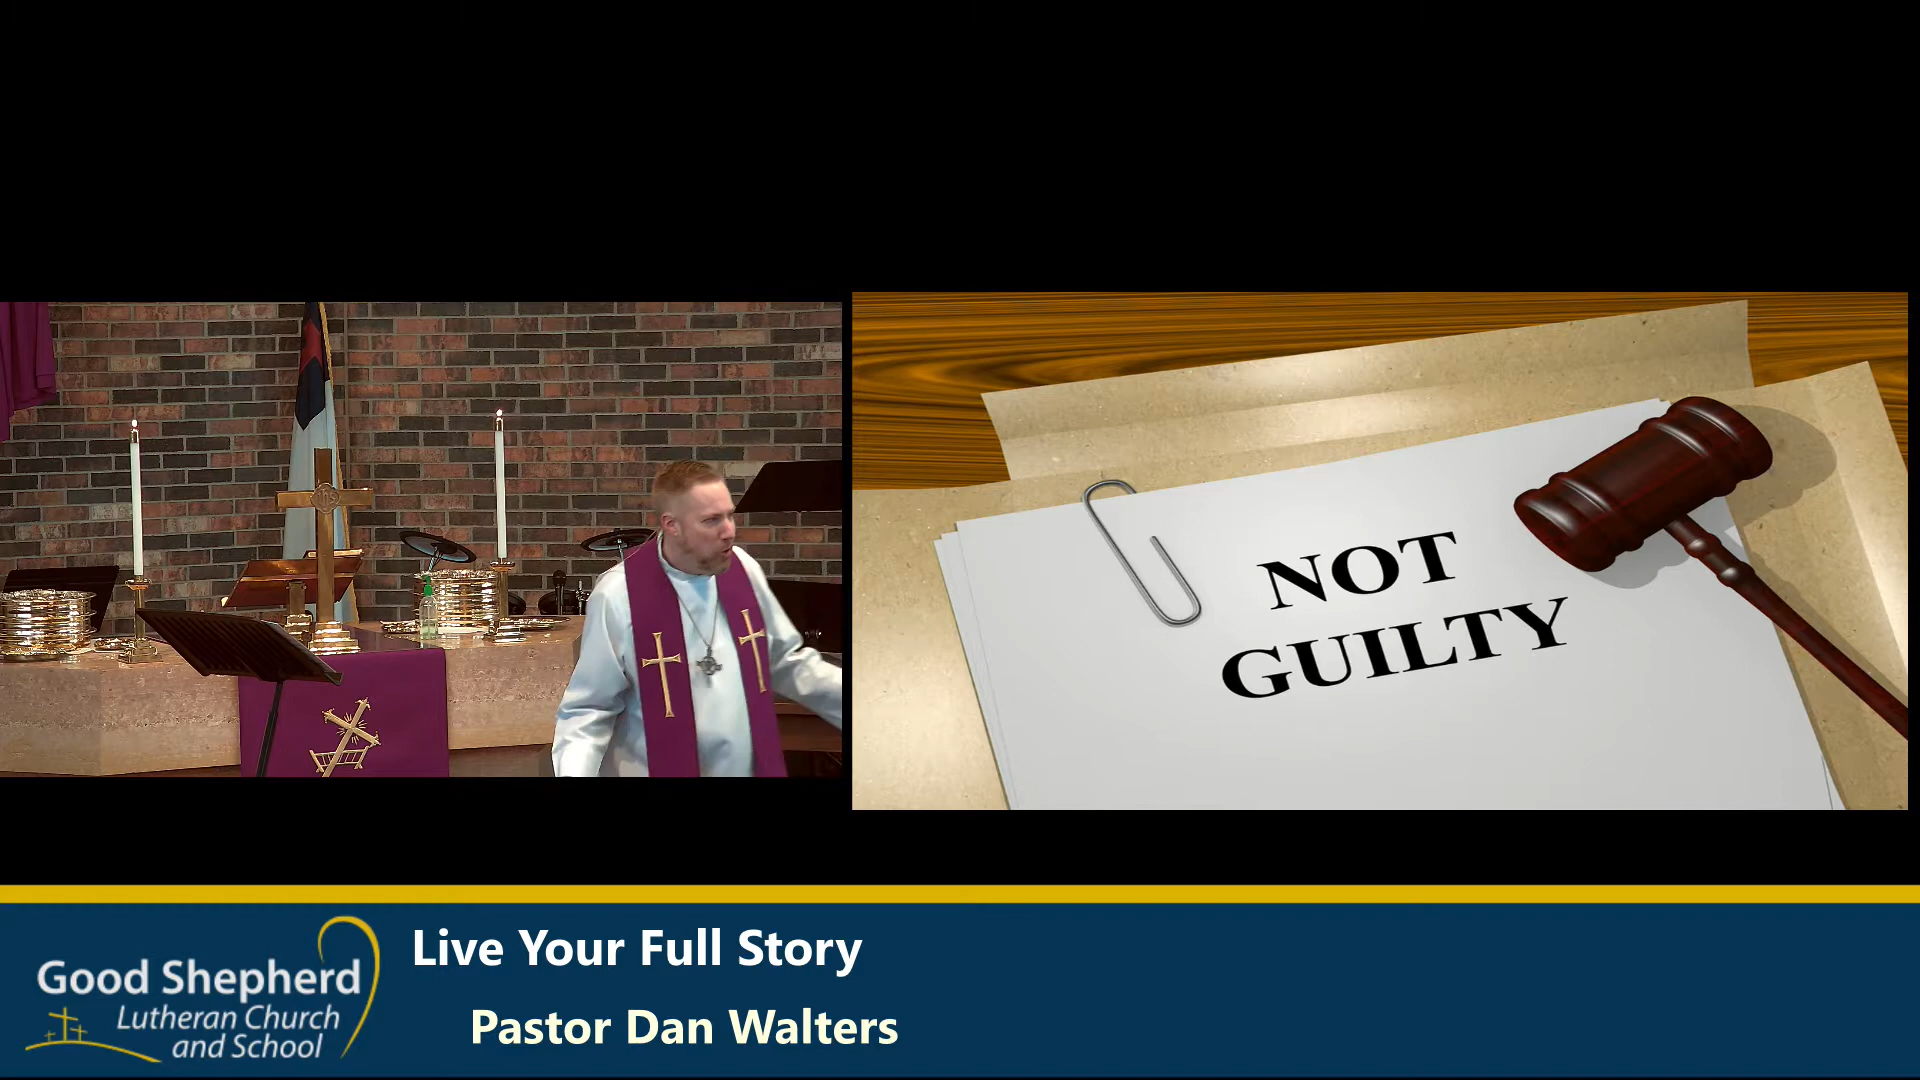 NOT
GUILTY
Live Your Full Story
Pastor Dan Walters
Good Shepherd
Lutheran Church
and School